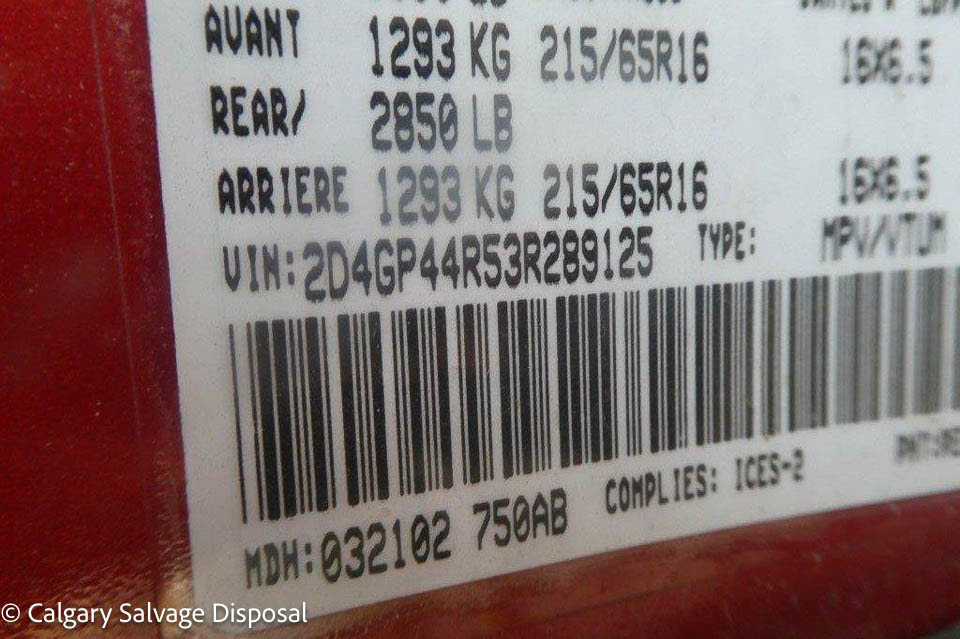 AVANT 1293 KG 215/65R16 16X6.5
REAR/ 2850 LB
ARRIERE 1293 KG 215/65R16 16X6.5
VIN:2D4GP44R53R289125 TYPE: MPV/VTUM
MDH:032102 750AB COMPLIES: ICES-2
© Calgary Salvage Disposal